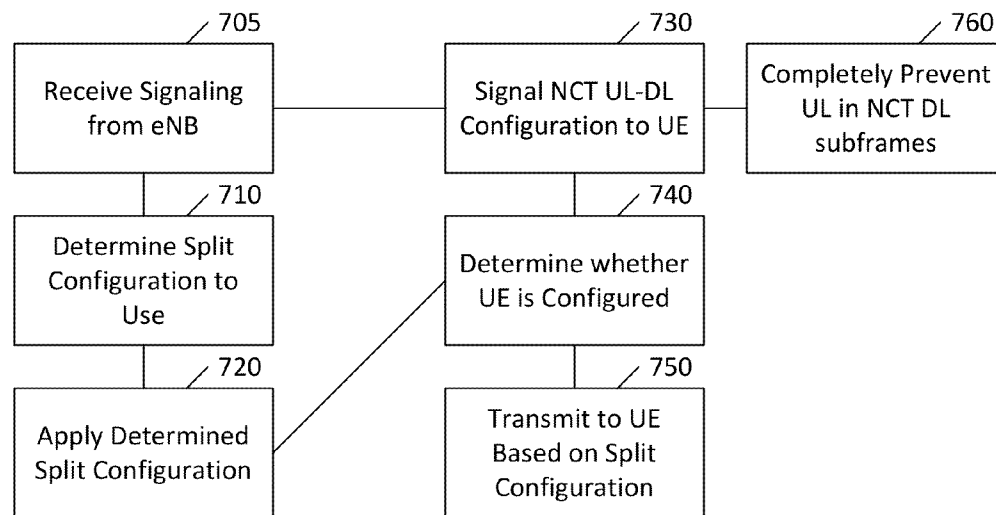 705
Receive Signaling
from eNB
730
Signal NCT UL-DL
Configuration to UE
760
Completely Prevent
UL in NCT DL
subframes
710
Determine Split
Configuration to
Use
740
Determine whether
UE is Configured
720
Apply Determined
Split Configuration
750
Transmit to UE
Based on Split
Configuration